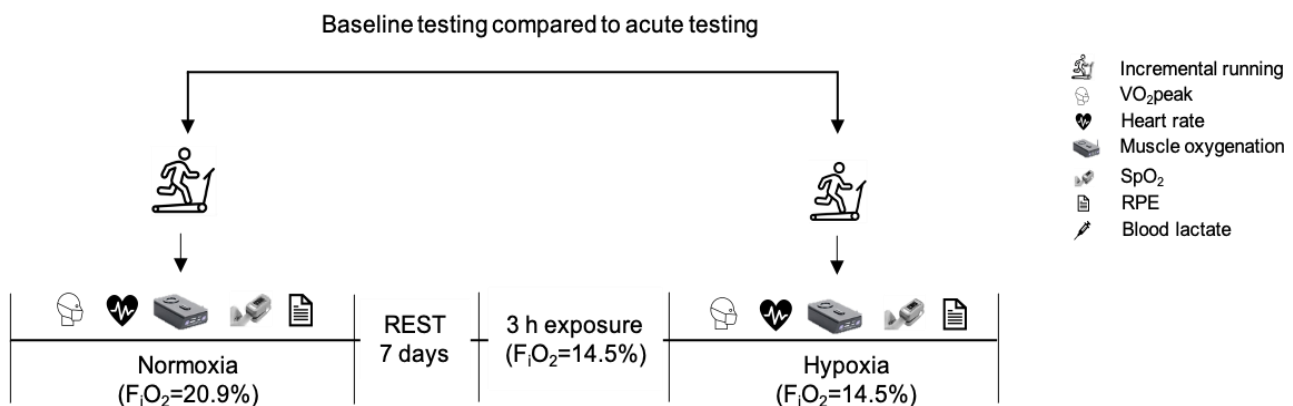 Baseline testing compared to acute testing
Incremental running
VO₂peak
Heart rate
Muscle oxygenation
SpO₂
RPE
Blood lactate
REST
7 days
3 h exposure
(FᵢO₂=14.5%)
Normoxia
(FᵢO₂=20.9%)
Hypoxia
(FᵢO₂=14.5%)